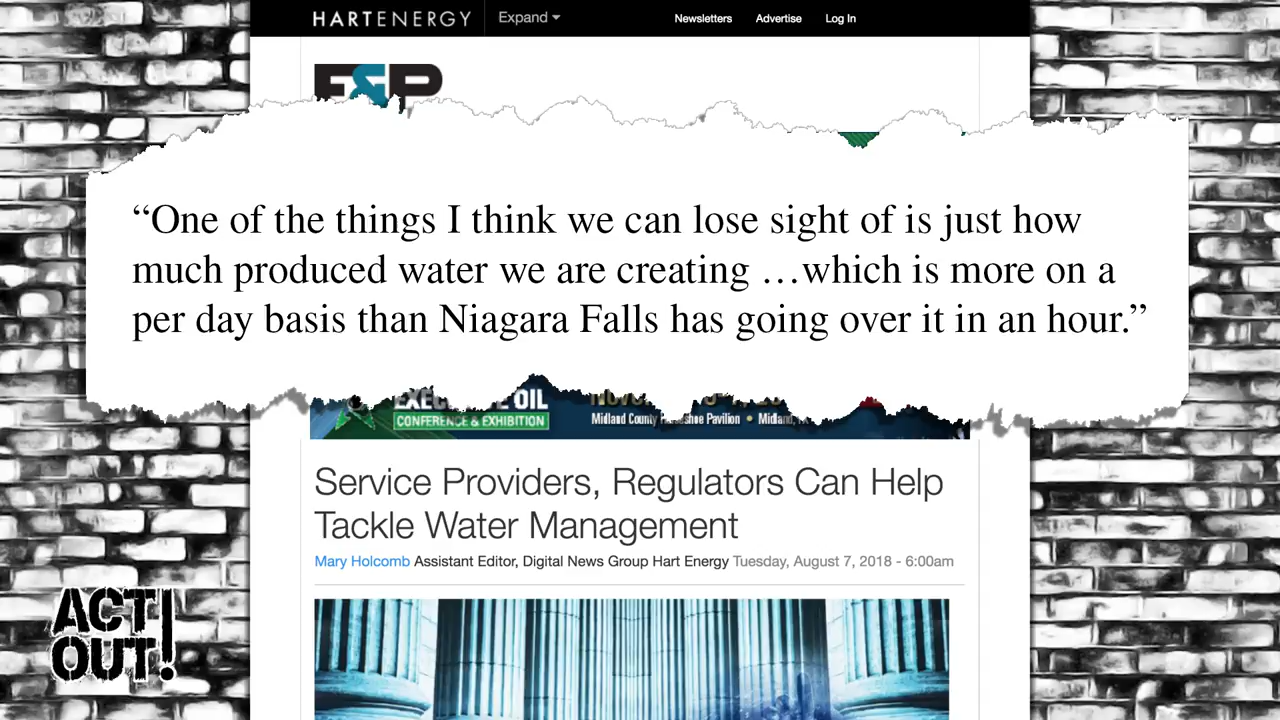 HARTENERGY Expand Newsletters Advertise Log In
E&P
“One of the things I think we can lose sight of is just how
much produced water we are creating …which is more on a
per day basis than Niagara Falls has going over it in an hour.”
OIL
CONFERENCE & EXHIBITION
Midland County Pavilion • Midland,
Service Providers, Regulators Can Help
Tackle Water Management
Mary Holcomb Assistant Editor, Digital News Group Hart Energy Tuesday, August 7, 2018 - 6:00am
ACT
OUT!